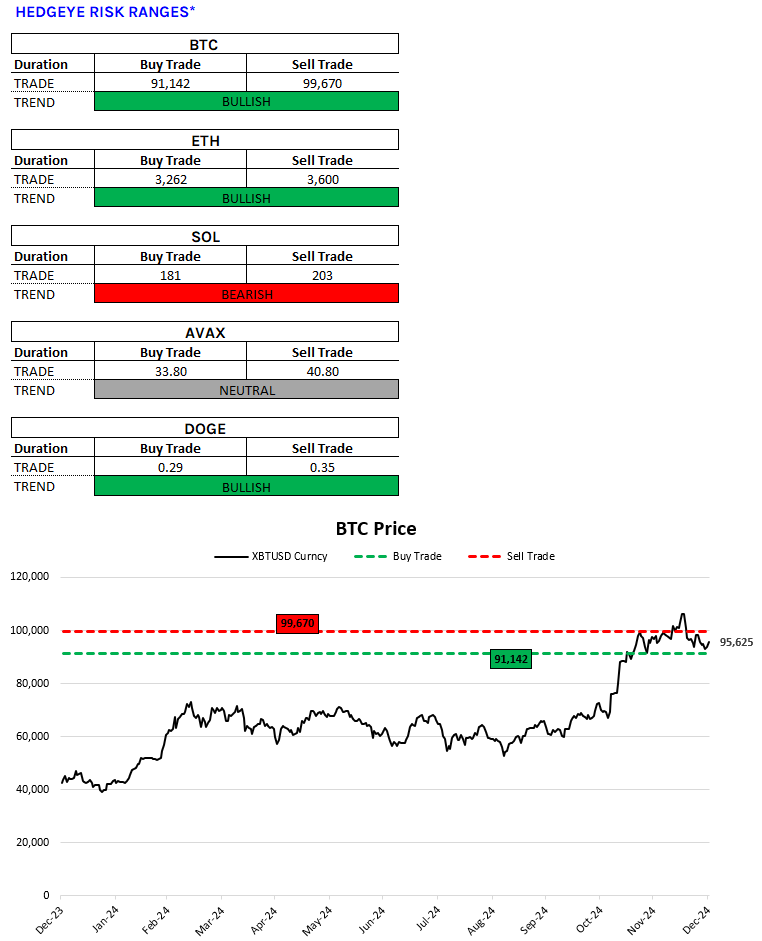 HEDGEYE RISK RANGES*
BTC
Duration Buy Trade Sell Trade
TRADE 91,142 99,670
TREND BULLISH
ETH
Duration Buy Trade Sell Trade
TRADE 3,262 3,600
TREND BULLISH
SOL
Duration Buy Trade Sell Trade
TRADE 181 203
TREND BEARISH
AVAX
Duration Buy Trade Sell Trade
TRADE 33.80 40.80
TREND NEUTRAL
DOGE
Duration Buy Trade Sell Trade
TRADE 0.29 0.35
TREND BULLISH
BTC Price
XBTUSD Curncy Buy Trade Sell Trade
120,000
99,670
100,000
95,625
91,142
80,000
60,000
40,000
20,000
0
Dec-23 Jan-24 Feb-24 Mar-24 Apr-24 May-24 Jun-24 Jul-24 Aug-24 Sep-24 Oct-24 Nov-24 Dec-24